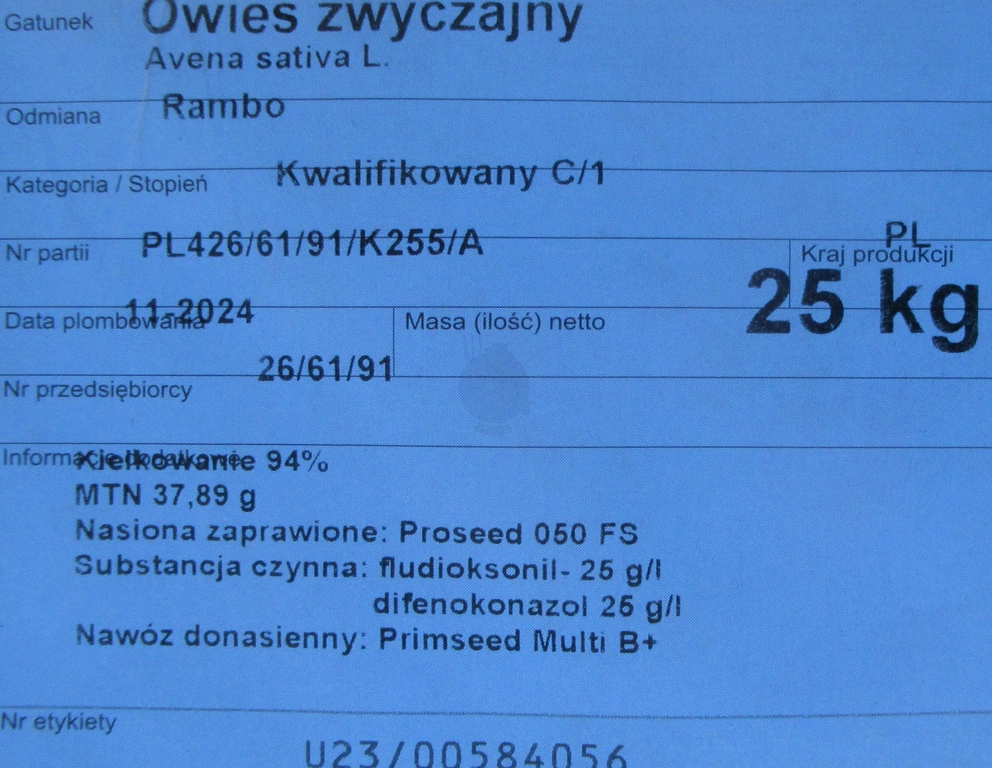 Gatunek Owies zwyczajny
Avena sativa L.
Odmiana Rambo
Kategoria / Stopień Kwalifikowany C/1
Nr partii PL426/61/91/K255/A
Kraj produkcji PL
Data plombowania 11-2024
Masa (ilość) netto 25 kg
Nr przedsiębiorcy 26/61/91
Informacje dodatkowe Kiełkowanie 94%
MTN 37,89 g
Nasiona zaprawione: Proseed 050 FS
Substancja czynna: fludioksonil- 25 g/l
difenokonazol 25 g/l
Nawóz donasienny: Primseed Multi B+
Nr etykiety U23/00584056